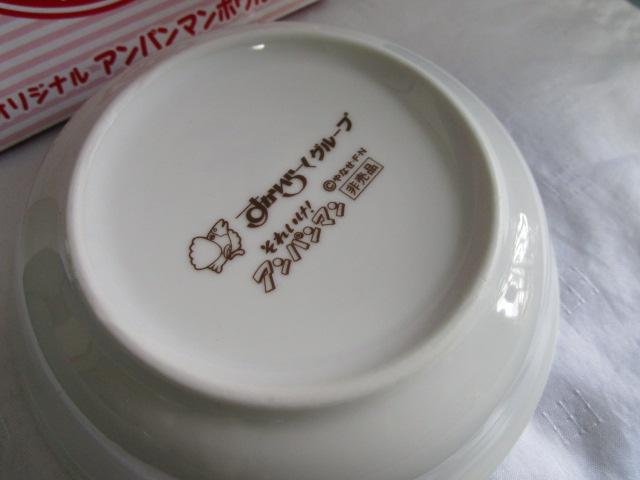 オリジナル アンパンマンボウル
すかいらーくグループ
©やなせFN
非売品
それいけ!
アンパンマン